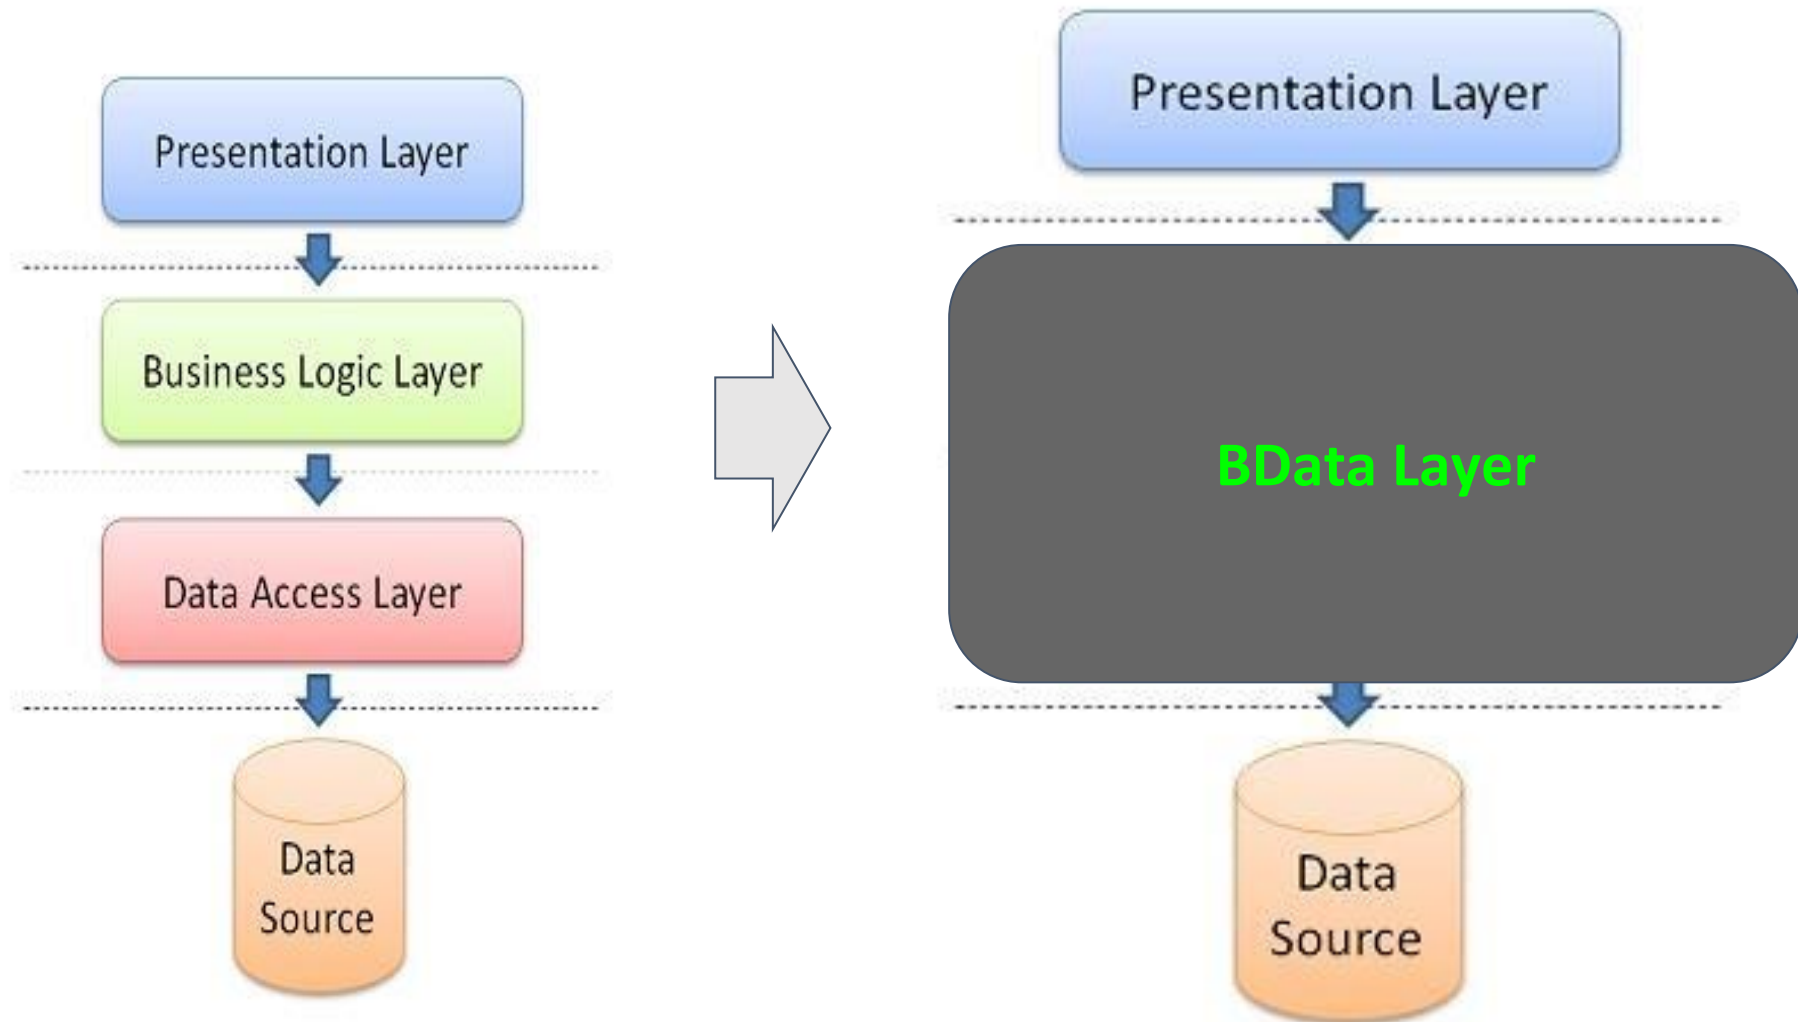 Presentation Layer
Business Logic Layer
Data Access Layer
Data
Source
Presentation Layer
BData Layer
Data
Source